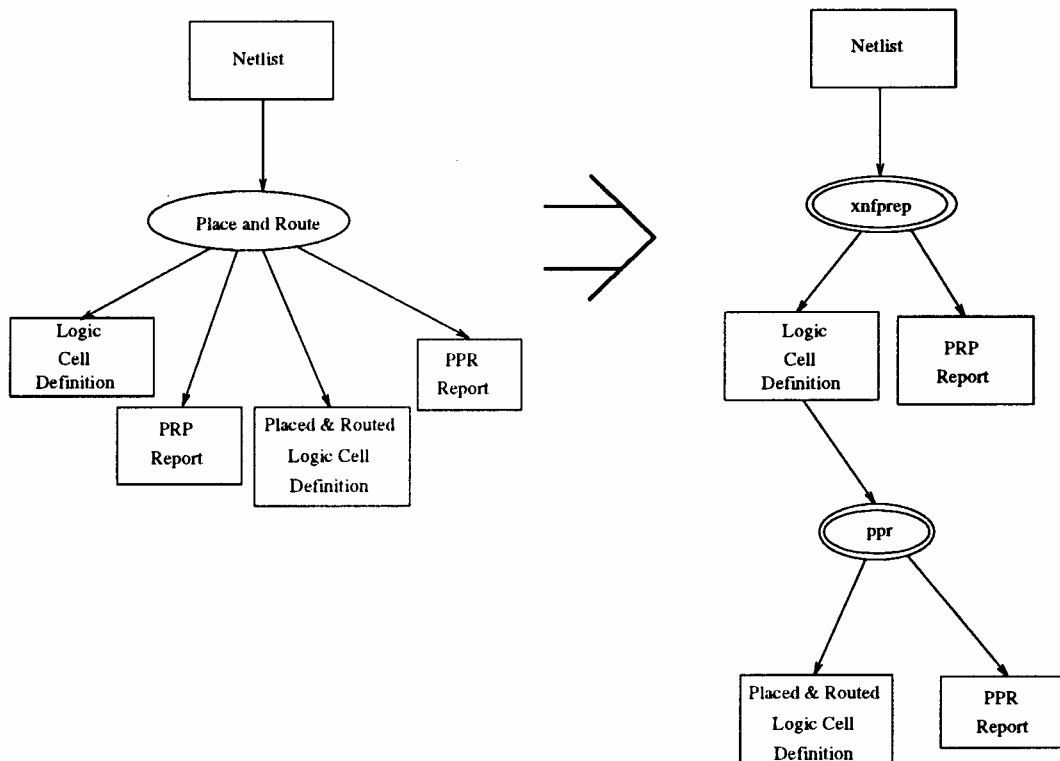 Netlist
Place and Route
Logic
Cell
Definition
PRP
Report
Placed & Routed
Logic Cell
Definition
PPR
Report
Netlist
xnfprep
Logic
Cell
Definition
PRP
Report
ppr
Placed & Routed
Logic Cell
Definition
PPR
Report